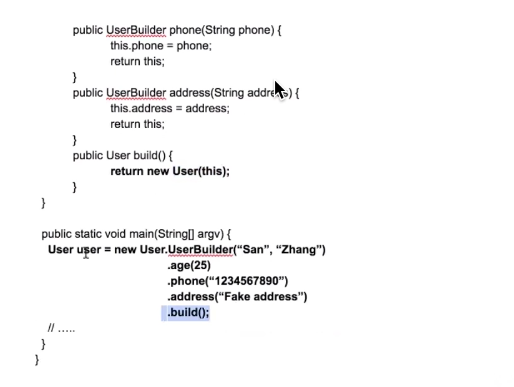 public UserBuilder phone(String phone) {
this.phone = phone;
return this;
}
public UserBuilder address(String address) {
this.address = address;
return this;
}
public User build() {
return new User(this);
}
}
public static void main(String[] argv) {
User user = new User.UserBuilder(“San”, “Zhang”)
.age(25)
.phone(“1234567890”)
.address(“Fake address”)
.build();
// …..
}
}